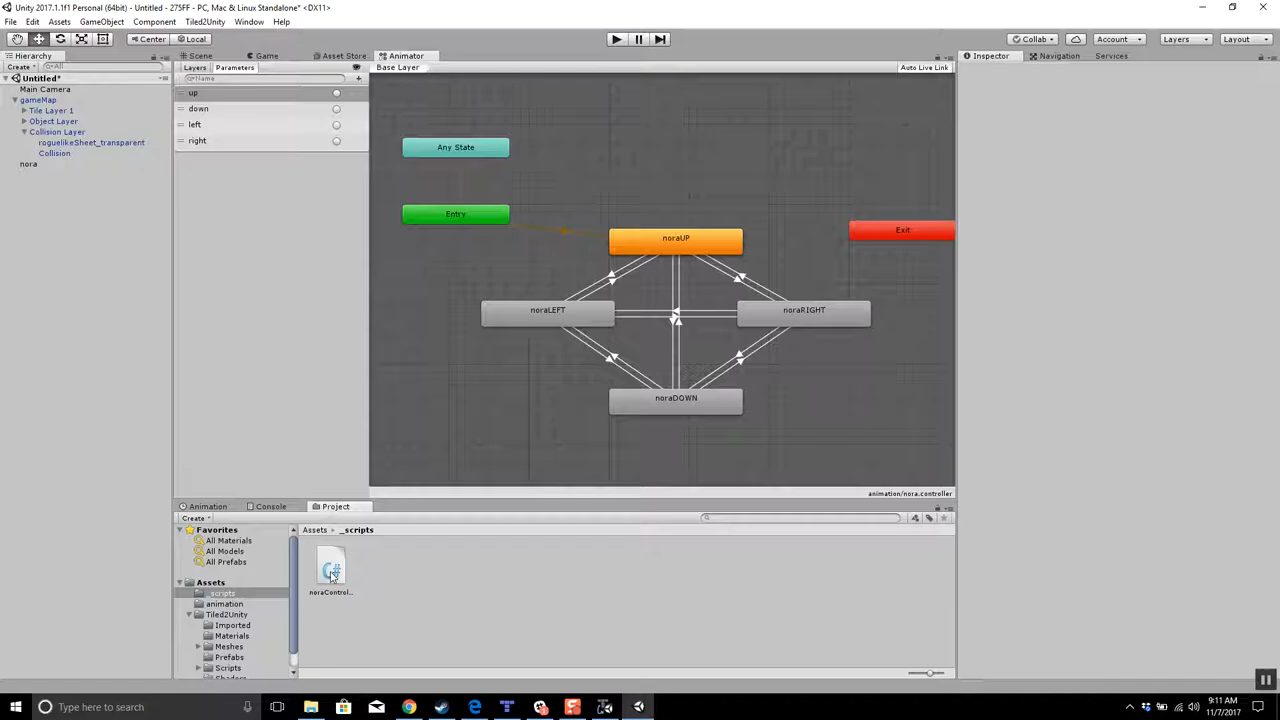 Unity 2017.1.1f1 Personal (64bit) - Untitled - 275FF - PC, Mac & Linux Standalone* <DX11>
File Edit Assets GameObject Component Tiled2Unity Window Help
Center Local Collab Account Layers Layout
Hierarchy Scene Game Asset Store Animator Inspector Navigation Services
Create All Layers Parameters Base Layer Auto Live Link
Untitled* Name
Main Camera up
gameMap
Tile Layer 1 down
Object Layer left
Collision Layer
roguelikeSheet_transparent right
Collision
nora
Any State
Entry
Exit
noraUP
noraLEFT noraRIGHT
noraDOWN
animation/nora.controller
Animation Console Project
Create
Favorites Assets _scripts
All Materials
All Models
All Prefabs
Assets C#
_scripts noraControl...
animation
Tiled2Unity
Imported
Materials
Meshes
Prefabs
Scripts
Type here to search
9:11 AM
11/7/2017